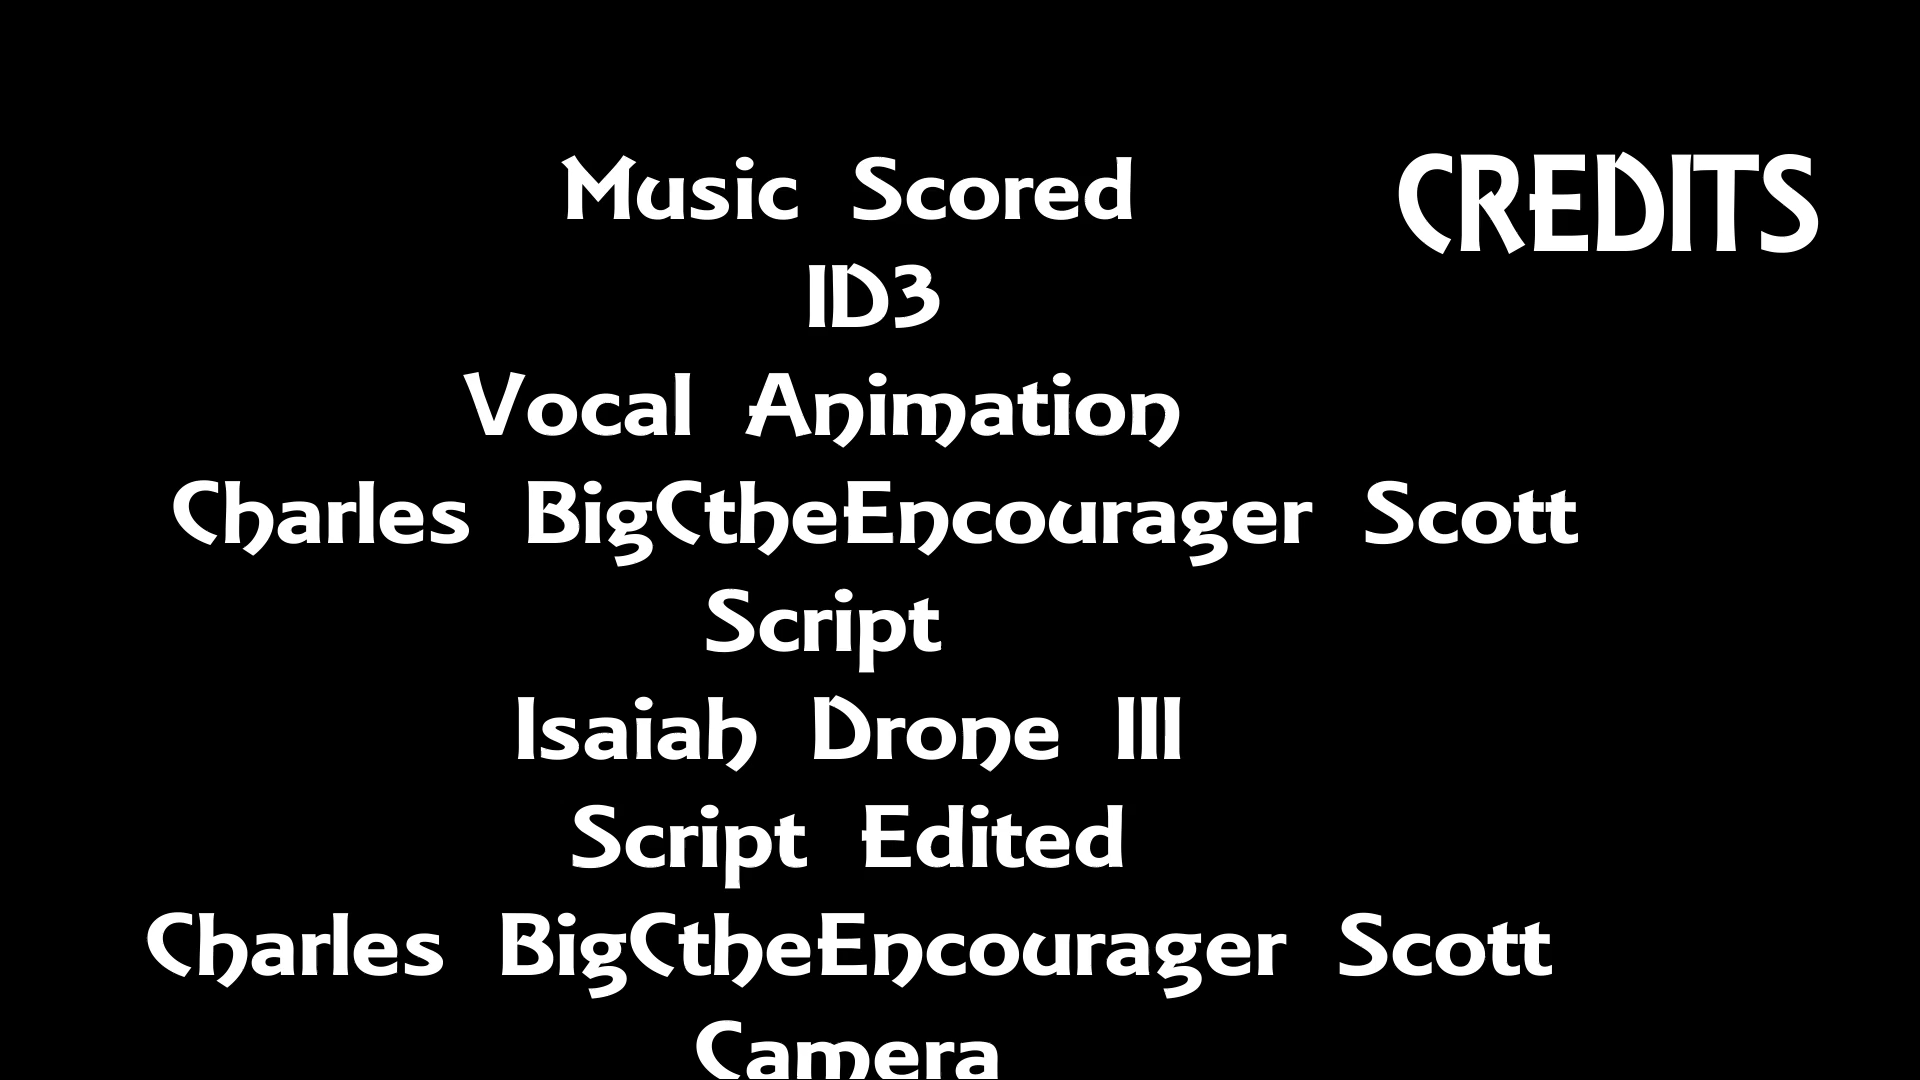 Music Scored
CREDITS
ID3
Vocal Animation
Charles BigCtheEncourager Scott
Script
Isaiah Drone III
Script Edited
Charles BigCtheEncourager Scott
Camera